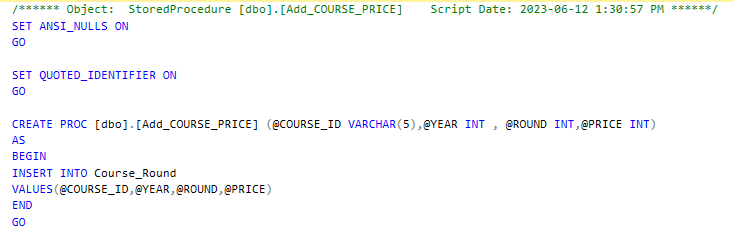 /****** Object:  StoredProcedure [dbo].[Add_COURSE_PRICE]    Script Date: 2023-06-12 1:30:57 PM ******/
SET ANSI_NULLS ON
GO
SET QUOTED_IDENTIFIER ON
GO
CREATE PROC [dbo].[Add_COURSE_PRICE] (@COURSE_ID VARCHAR(5),@YEAR INT , @ROUND INT,@PRICE INT)
AS
BEGIN
INSERT INTO Course_Round
VALUES(@COURSE_ID,@YEAR,@ROUND,@PRICE)
END
GO